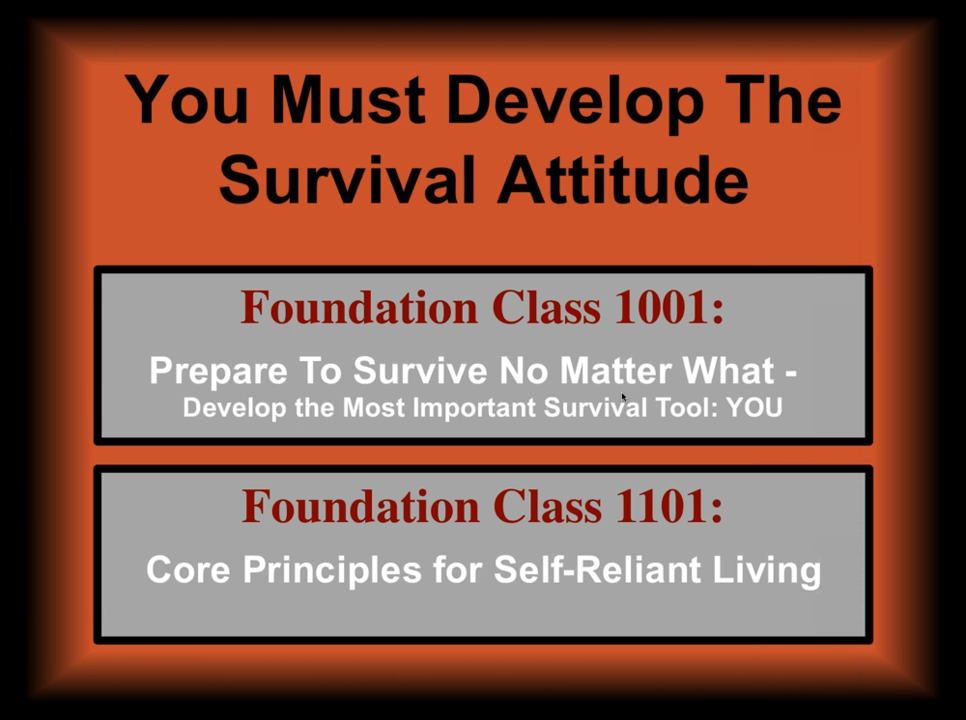 You Must Develop The
Survival Attitude
Foundation Class 1001:
Prepare To Survive No Matter What -
Develop the Most Important Survival Tool: YOU
Foundation Class 1101:
Core Principles for Self-Reliant Living